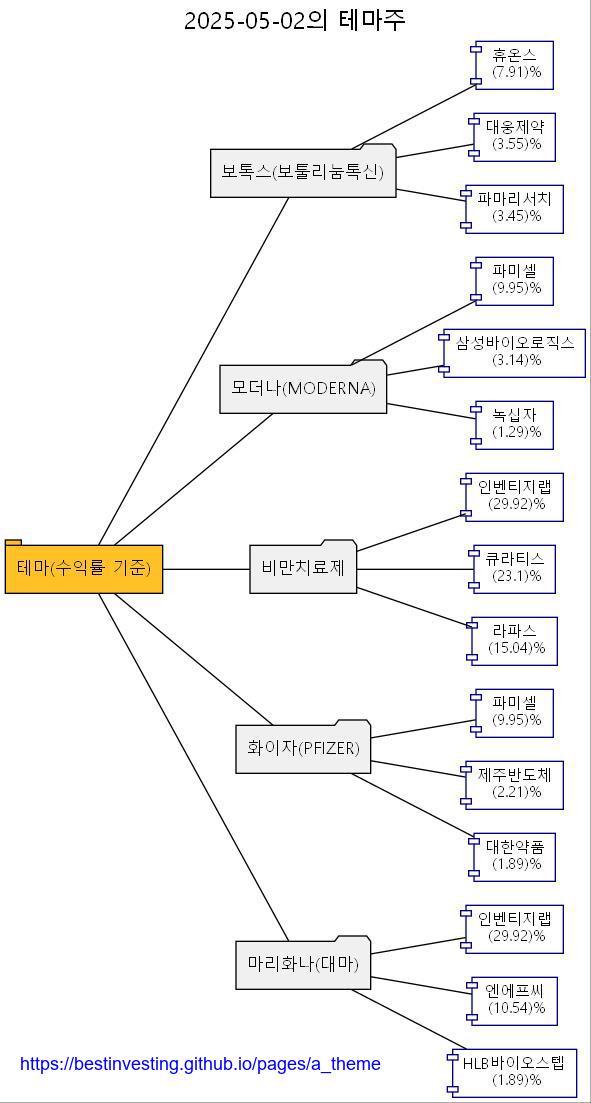 2025-05-02의 테마주
휴온스
(7.91)%
대웅제약
(3.55)%
보톡스(보툴리눔톡신)
파마리서치
(3.45)%
파미셀
(9.95)%
삼성바이오로직스
(3.14)%
모더나(MODERNA)
녹십자
(1.29)%
인벤티지랩
(29.92)%
테마(수익률 기준)
비만치료제
큐라티스
(23.1)%
라파스
(15.04)%
파미셀
(9.95)%
화이자(PFIZER)
제주반도체
(2.21)%
대한약품
(1.89)%
인벤티지랩
(29.92)%
마리화나(대마)
엔에프씨
(10.54)%
HLB바이오스텝
(1.89)%
https://bestinvesting.github.io/pages/a_theme